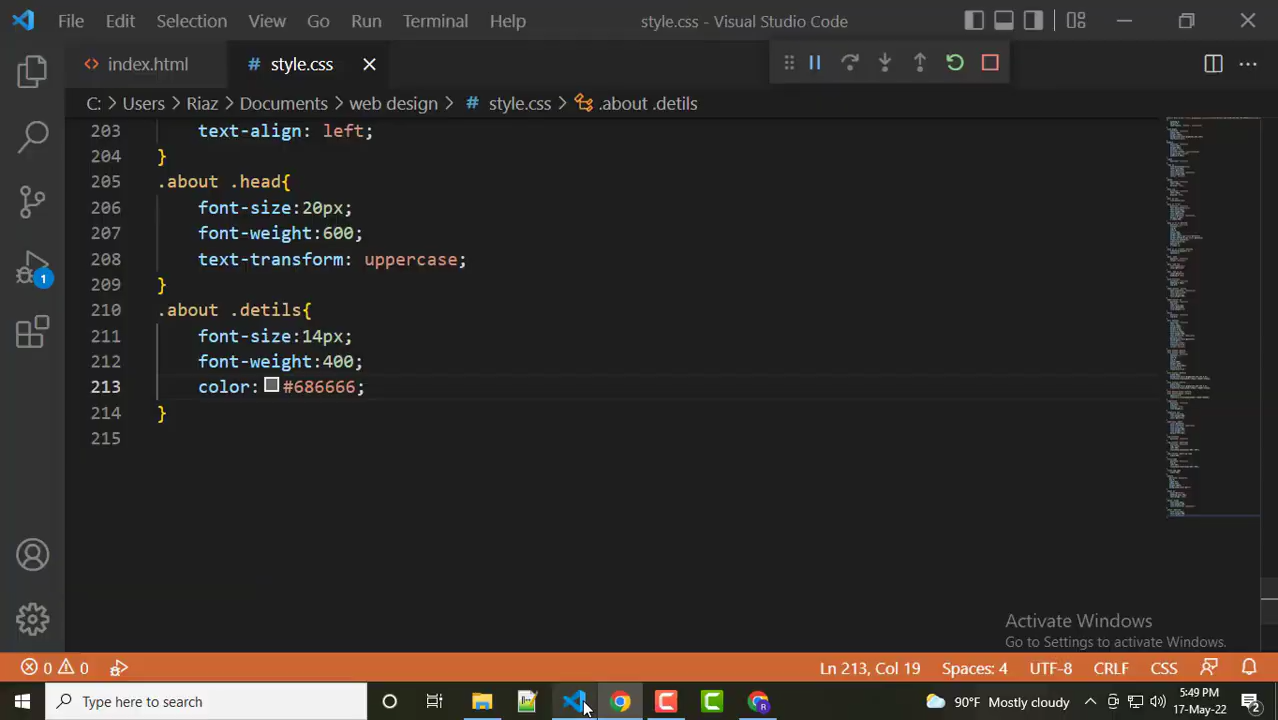 File Edit Selection View Go Run Terminal Help style.css - Visual Studio Code
index.html # style.css
C: > Users > Riaz > Documents > web design > # style.css > .about .detils
203 text-align: left;
204 }
205 .about .head{
206 font-size:20px;
207 font-weight:600;
208 text-transform: uppercase;
209 }
210 .about .detils{
211 font-size:14px;
212 font-weight:400;
213 color: #686666;
214 }
215
1
Activate Windows
Go to Settings to activate Windows.
0 0 Ln 213, Col 19 Spaces: 4 UTF-8 CRLF CSS
Type here to search 90°F Mostly cloudy 5:49 PM
17-May-22 2